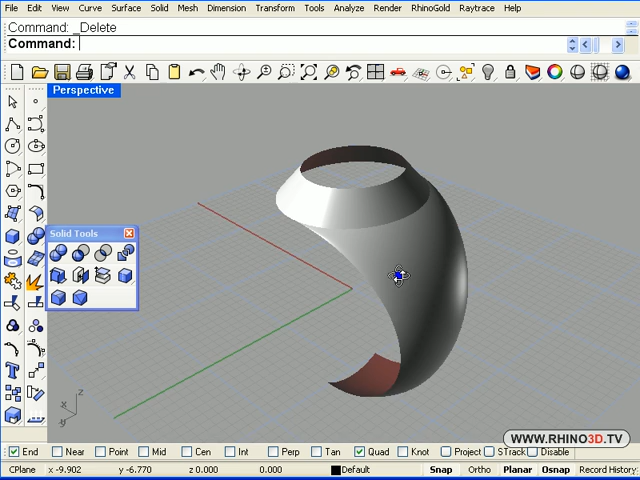 File Edit View Curve Surface Solid Mesh Dimension Transform Tools Analyze Render RhinoGold Raytrace Help
Command: _Delete
Command:
Perspective
Solid Tools
z
x
y
WWW.RHINO3D.TV
End Near Point Mid Cen Int Perp Tan Quad Knot Project STrack Disable
CPlane x -9.902 y -6.770 z 0.000 0.000 Default Snap Ortho Planar Osnap Record History